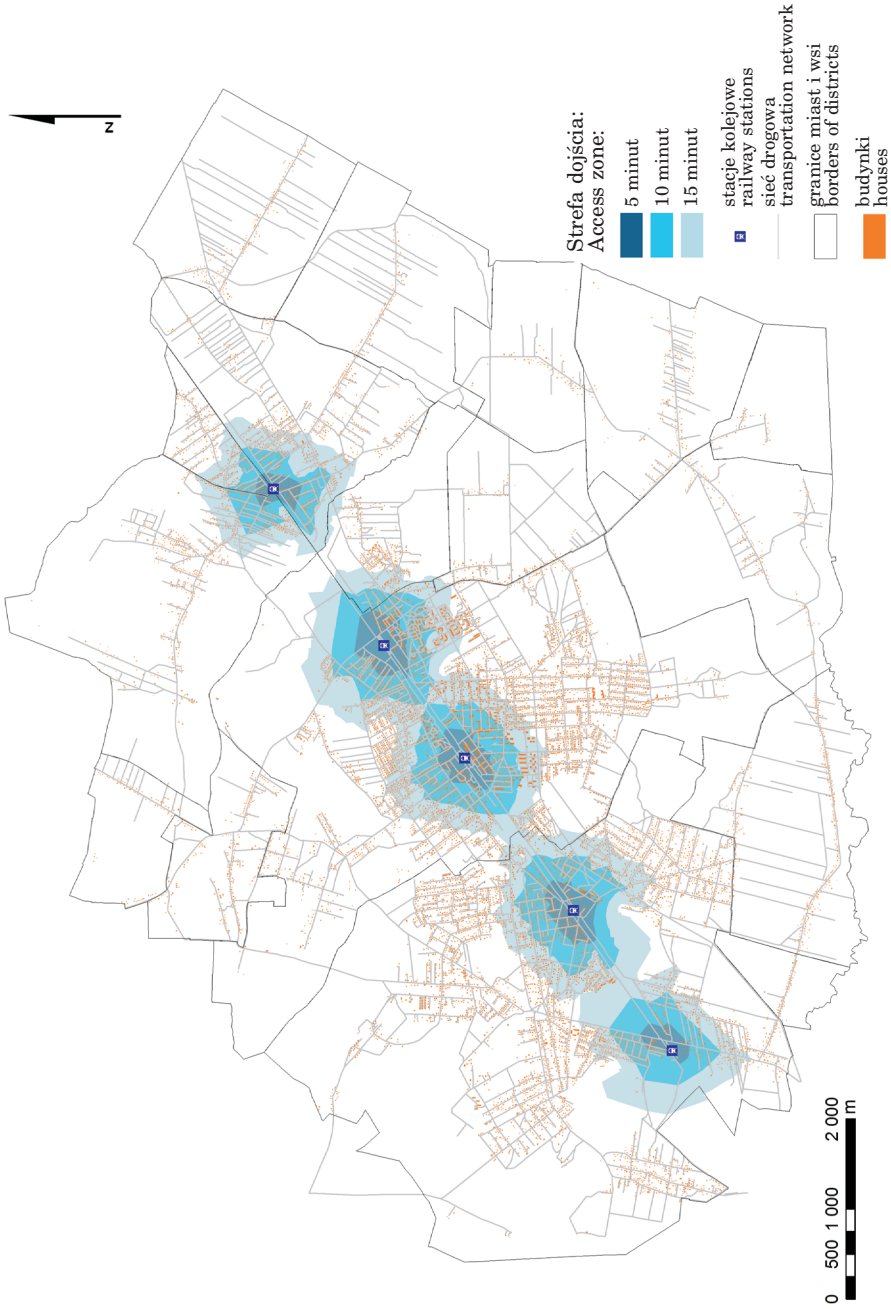 N
Strefa dojścia:
Access zone:
5 minut
10 minut
15 minut
stacje kolejowe
railway stations
sieć drogowa
transportation network
granice miast i wsi
borders of districts
budynki
houses
0 500 1 000 2 000
m